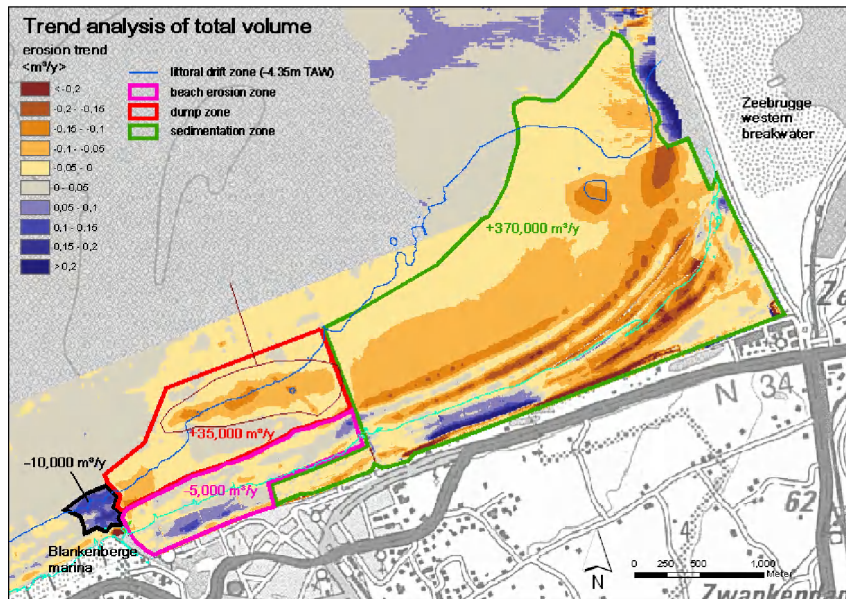 Trend analysis of total volume
erosion trend
<m³/y>
<-0,2
-0,2 - -0,15
-0,15 - -0,1
-0,1 - -0,05
-0,05 - 0
0 - 0,05
0,05 - 0,1
0,1 - 0,15
0,15 - 0,2
>0,2
littoral drift zone (-4.35m TAW)
beach erosion zone
dump zone
sedimentation zone
Zeebrugge
western
breakwater
+370,000 m³/y
+35,000 m³/y
-10,000 m³/y
-5,000 m³/y
Blankenberge
marina
N 34
62
4
N
0 250 500 1,000
Meter